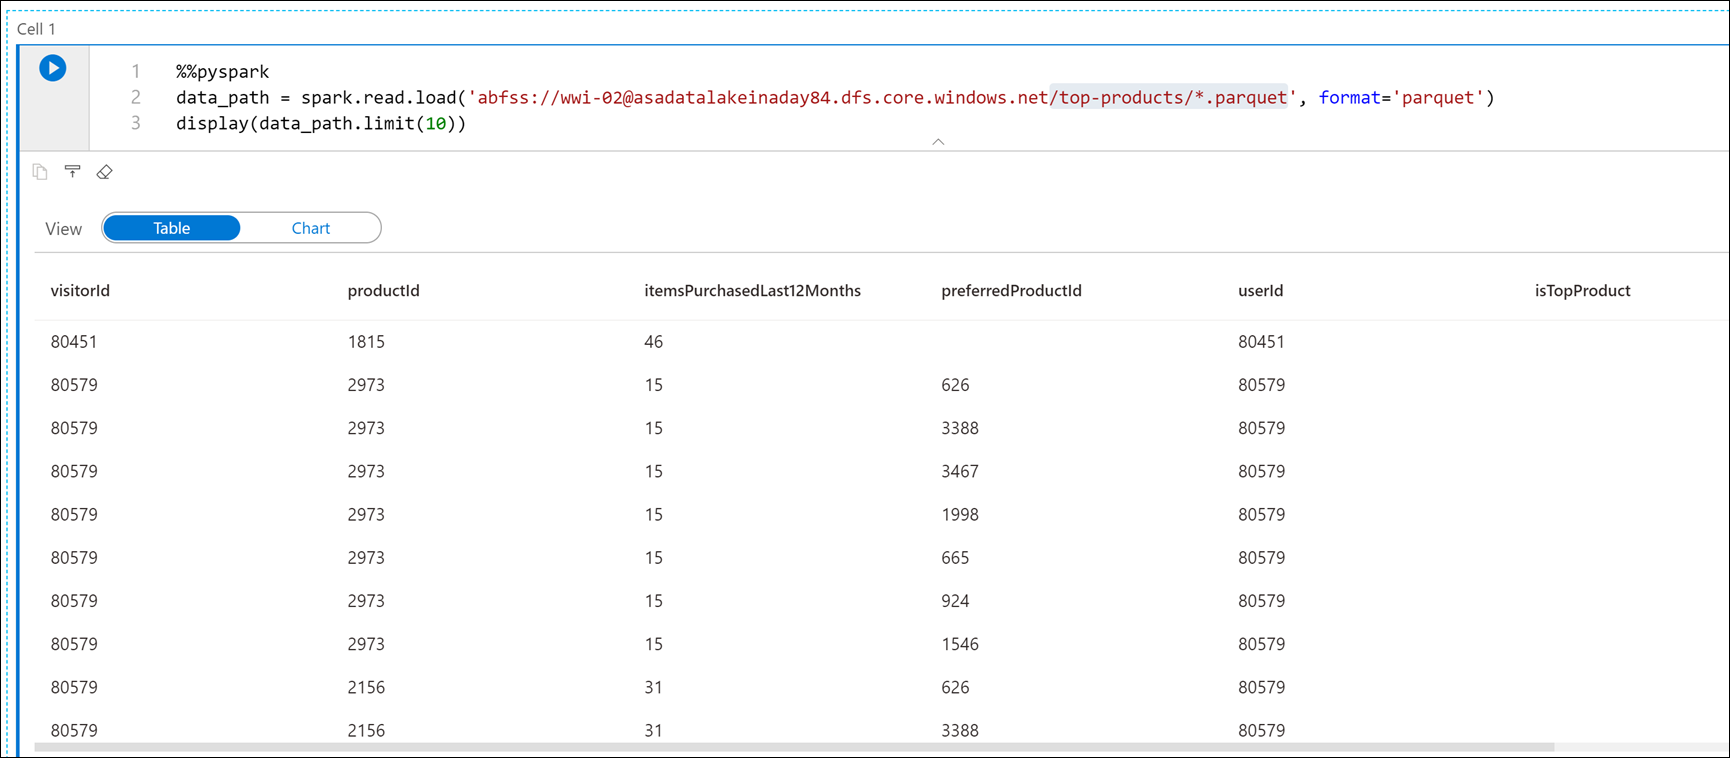 Cell 1
1 %%pyspark
2 data_path = spark.read.load('abfss://wwi-02@asadatalakeinaday84.dfs.core.windows.net/top-products/*.parquet', format='parquet')
3 display(data_path.limit(10))
View Table Chart
visitorId productId itemsPurchasedLast12Months preferredProductId userId isTopProduct
80451 1815 46 80451
80579 2973 15 626 80579
80579 2973 15 3388 80579
80579 2973 15 3467 80579
80579 2973 15 1998 80579
80579 2973 15 665 80579
80579 2973 15 924 80579
80579 2973 15 1546 80579
80579 2156 31 626 80579
80579 2156 31 3388 80579